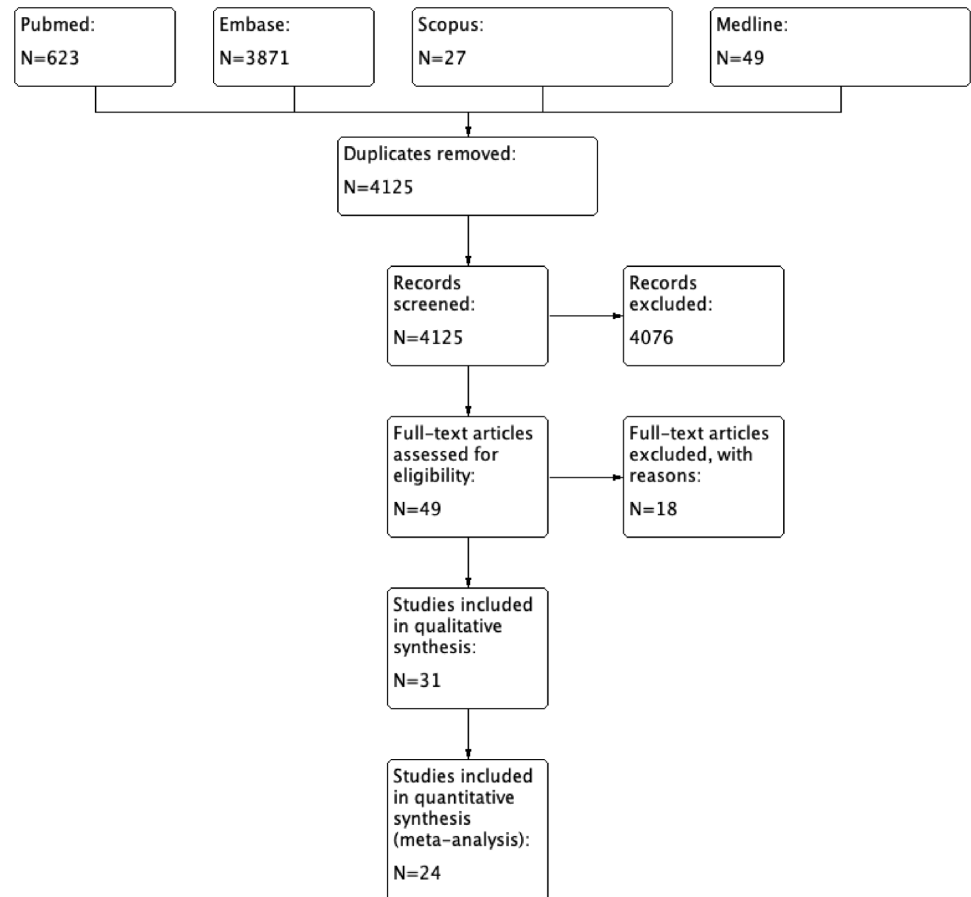 Pubmed:
N=623
Embase:
N=3871
Scopus:
N=27
Medline:
N=49
Duplicates removed:
N=4125
Records
screened:
N=4125
Records
excluded:
4076
Full-text articles
assessed for
eligibility:
N=49
Full-text articles
excluded, with
reasons:
N=18
Studies included
in qualitative
synthesis:
N=31
Studies included
in quantitative
synthesis
(meta-analysis):
N=24